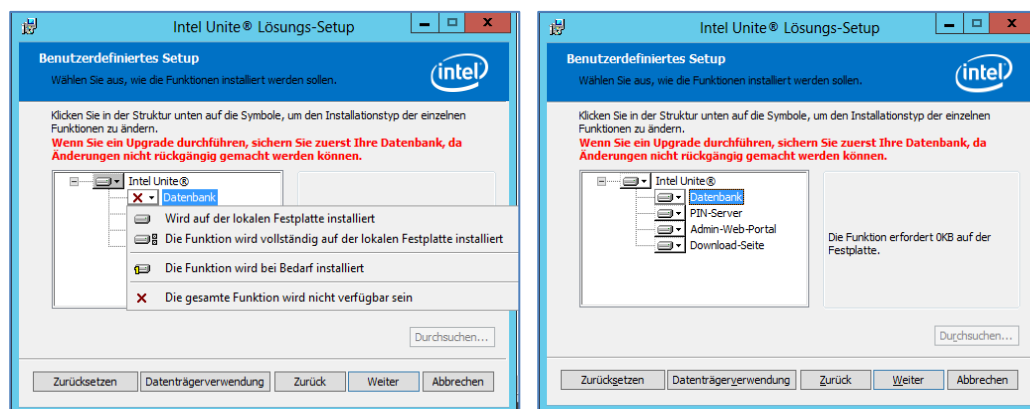 Intel Unite® Lösungs-Setup
Benutzerdefiniertes Setup
Wählen Sie aus, wie die Funktionen installiert werden sollen.
intel
Klicken Sie in der Struktur unten auf die Symbole, um den Installationstyp der einzelnen
Funktionen zu ändern.
Wenn Sie ein Upgrade durchführen, sichern Sie zuerst Ihre Datenbank, da
Änderungen nicht rückgängig gemacht werden können.
Intel Unite®
Datenbank
Wird auf der lokalen Festplatte installiert
Die Funktion wird vollständig auf der lokalen Festplatte installiert
Die Funktion wird bei Bedarf installiert
Die gesamte Funktion wird nicht verfügbar sein
Durchsuchen...
Zurücksetzen Datenträgerverwendung Zurück Weiter Abbrechen
Intel Unite® Lösungs-Setup
Benutzerdefiniertes Setup
Wählen Sie aus, wie die Funktionen installiert werden sollen.
intel
Klicken Sie in der Struktur unten auf die Symbole, um den Installationstyp der einzelnen
Funktionen zu ändern.
Wenn Sie ein Upgrade durchführen, sichern Sie zuerst Ihre Datenbank, da
Änderungen nicht rückgängig gemacht werden können.
Intel Unite®
Datenbank
PIN-Server
Admin-Web-Portal
Download-Seite
Die Funktion erfordert 0KB auf der
Festplatte.
Durchsuchen...
Zurücksetzen Datenträgerverwendung Zurück Weiter Abbrechen